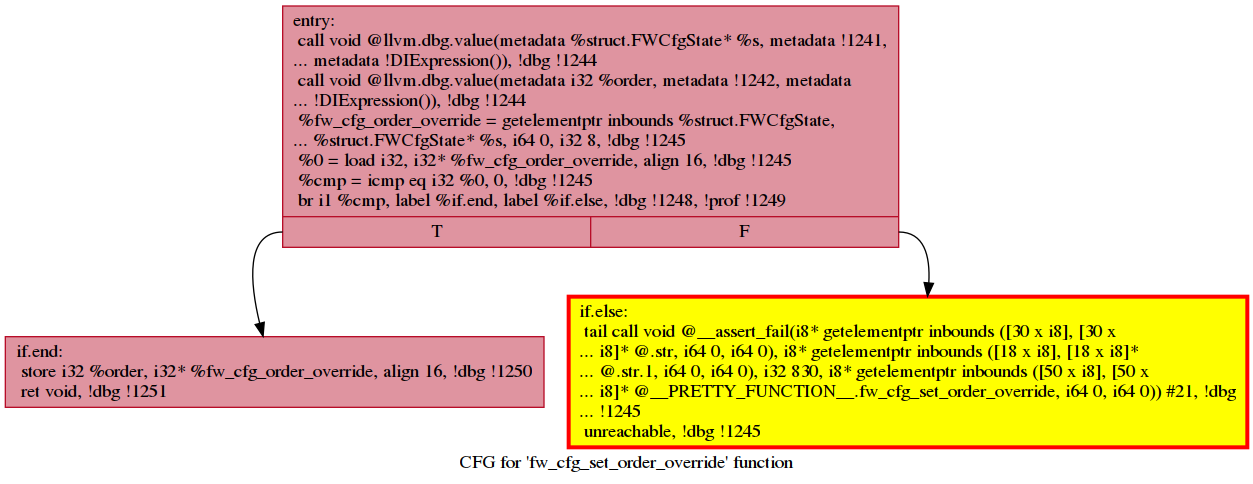 entry:
call void @llvm.dbg.value(metadata %struct.FWCfgState* %s, metadata !1241,
... metadata !DIExpression()), !dbg !1244
call void @llvm.dbg.value(metadata i32 %order, metadata !1242, metadata
... !DIExpression()), !dbg !1244
%fw_cfg_order_override = getelementptr inbounds %struct.FWCfgState,
... %struct.FWCfgState* %s, i64 0, i32 8, !dbg !1245
%0 = load i32, i32* %fw_cfg_order_override, align 16, !dbg !1245
%cmp = icmp eq i32 %0, 0, !dbg !1245
br i1 %cmp, label %if.end, label %if.else, !dbg !1248, !prof !1249
T
F
if.end:
store i32 %order, i32* %fw_cfg_order_override, align 16, !dbg !1250
ret void, !dbg !1251
if.else:
tail call void @__assert_fail(i8* getelementptr inbounds ([30 x i8], [30 x
... i8]* @.str, i64 0, i64 0), i8* getelementptr inbounds ([18 x i8], [18 x i8]*
... @.str.1, i64 0, i64 0), i32 830, i8* getelementptr inbounds ([50 x i8], [50 x
... i8]* @__PRETTY_FUNCTION__.fw_cfg_set_order_override, i64 0, i64 0)) #21, !dbg
... !1245
unreachable, !dbg !1245
CFG for 'fw_cfg_set_order_override' function